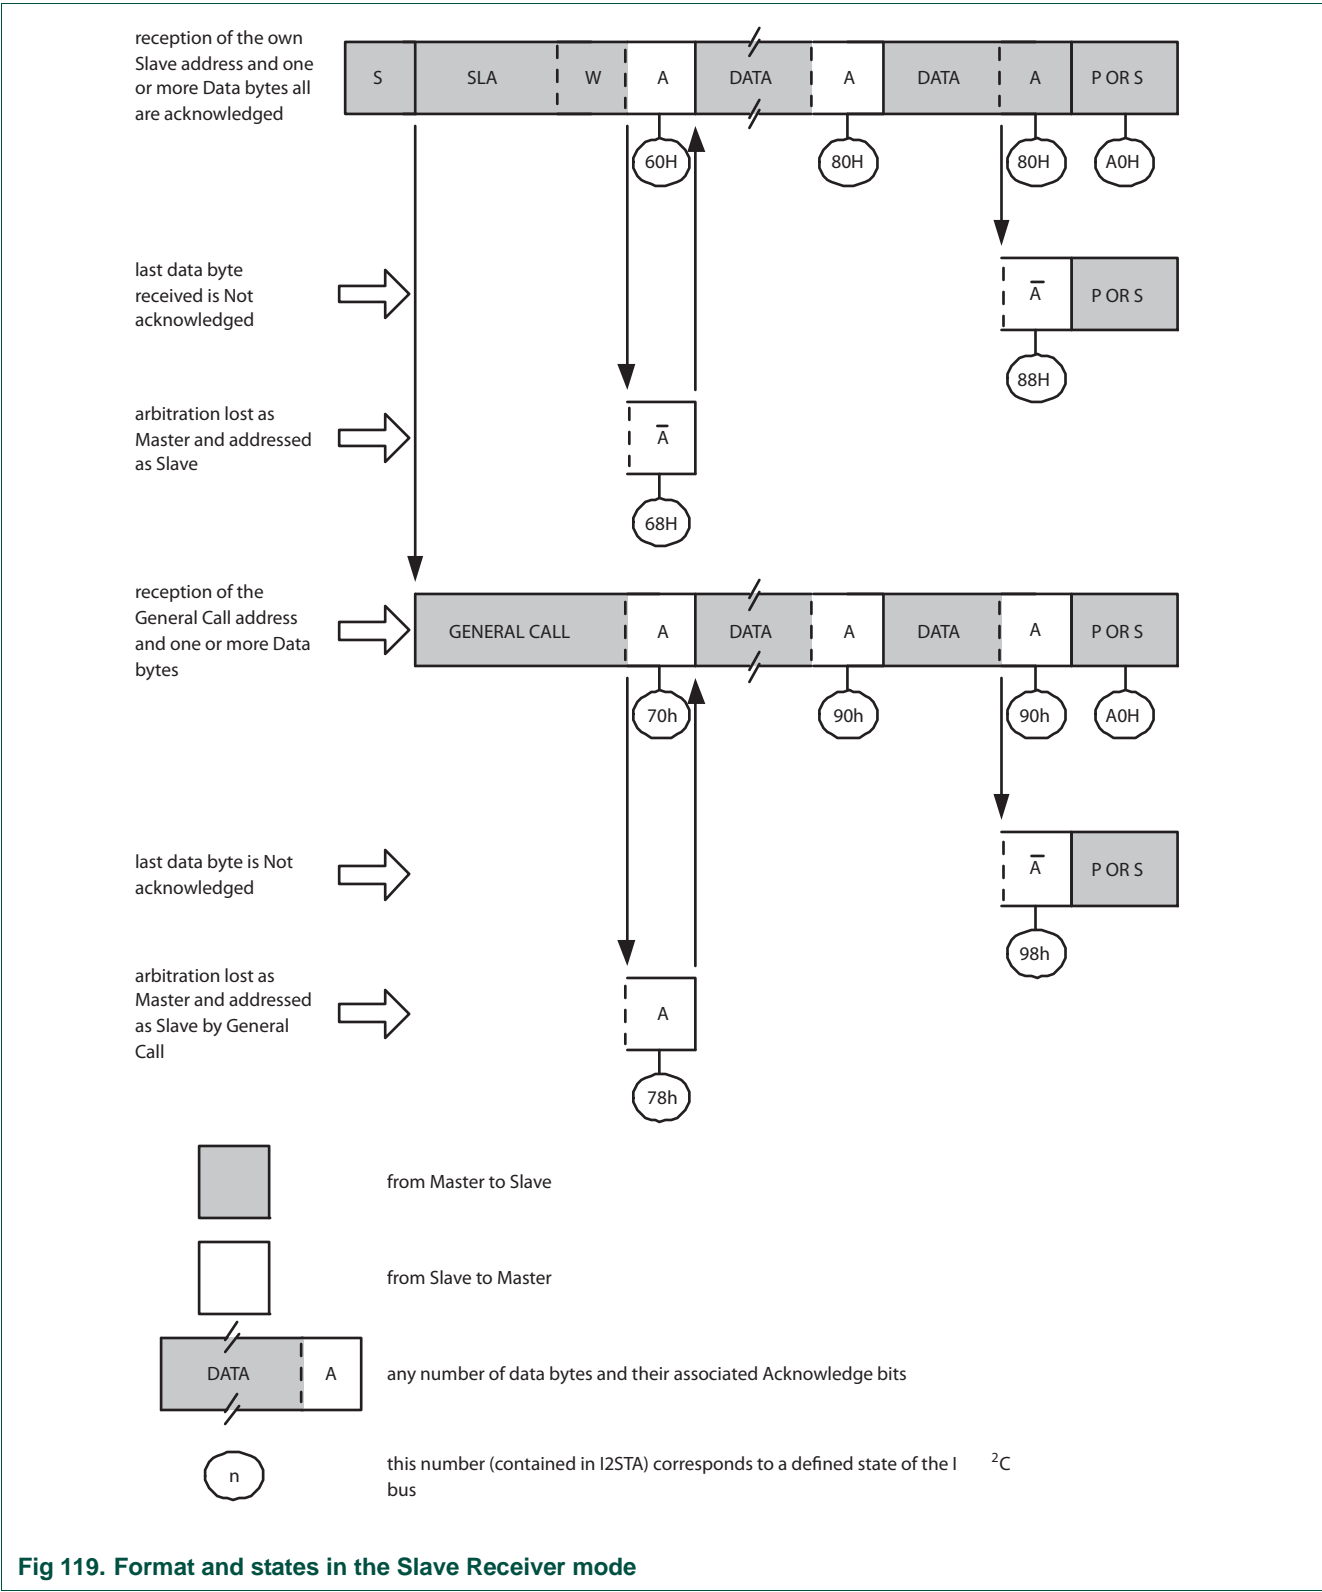 reception of the own
Slave address and one
or more Data bytes all
are acknowledged
S SLA W A DATA A DATA A P OR S
60H 80H 80H A0H
last data byte
received is Not
acknowledged
A̅ P OR S
88H
arbitration lost as
Master and addressed
as Slave
A̅
68H
reception of the
General Call address
and one or more Data
bytes
GENERAL CALL A DATA A DATA A P OR S
70h 90h 90h A0H
last data byte is Not
acknowledged
A̅ P OR S
98h
arbitration lost as
Master and addressed
as Slave by General
Call
A
78h
from Master to Slave
from Slave to Master
DATA A any number of data bytes and their associated Acknowledge bits
n this number (contained in I2STA) corresponds to a defined state of the I ²C
bus
Fig 119. Format and states in the Slave Receiver mode